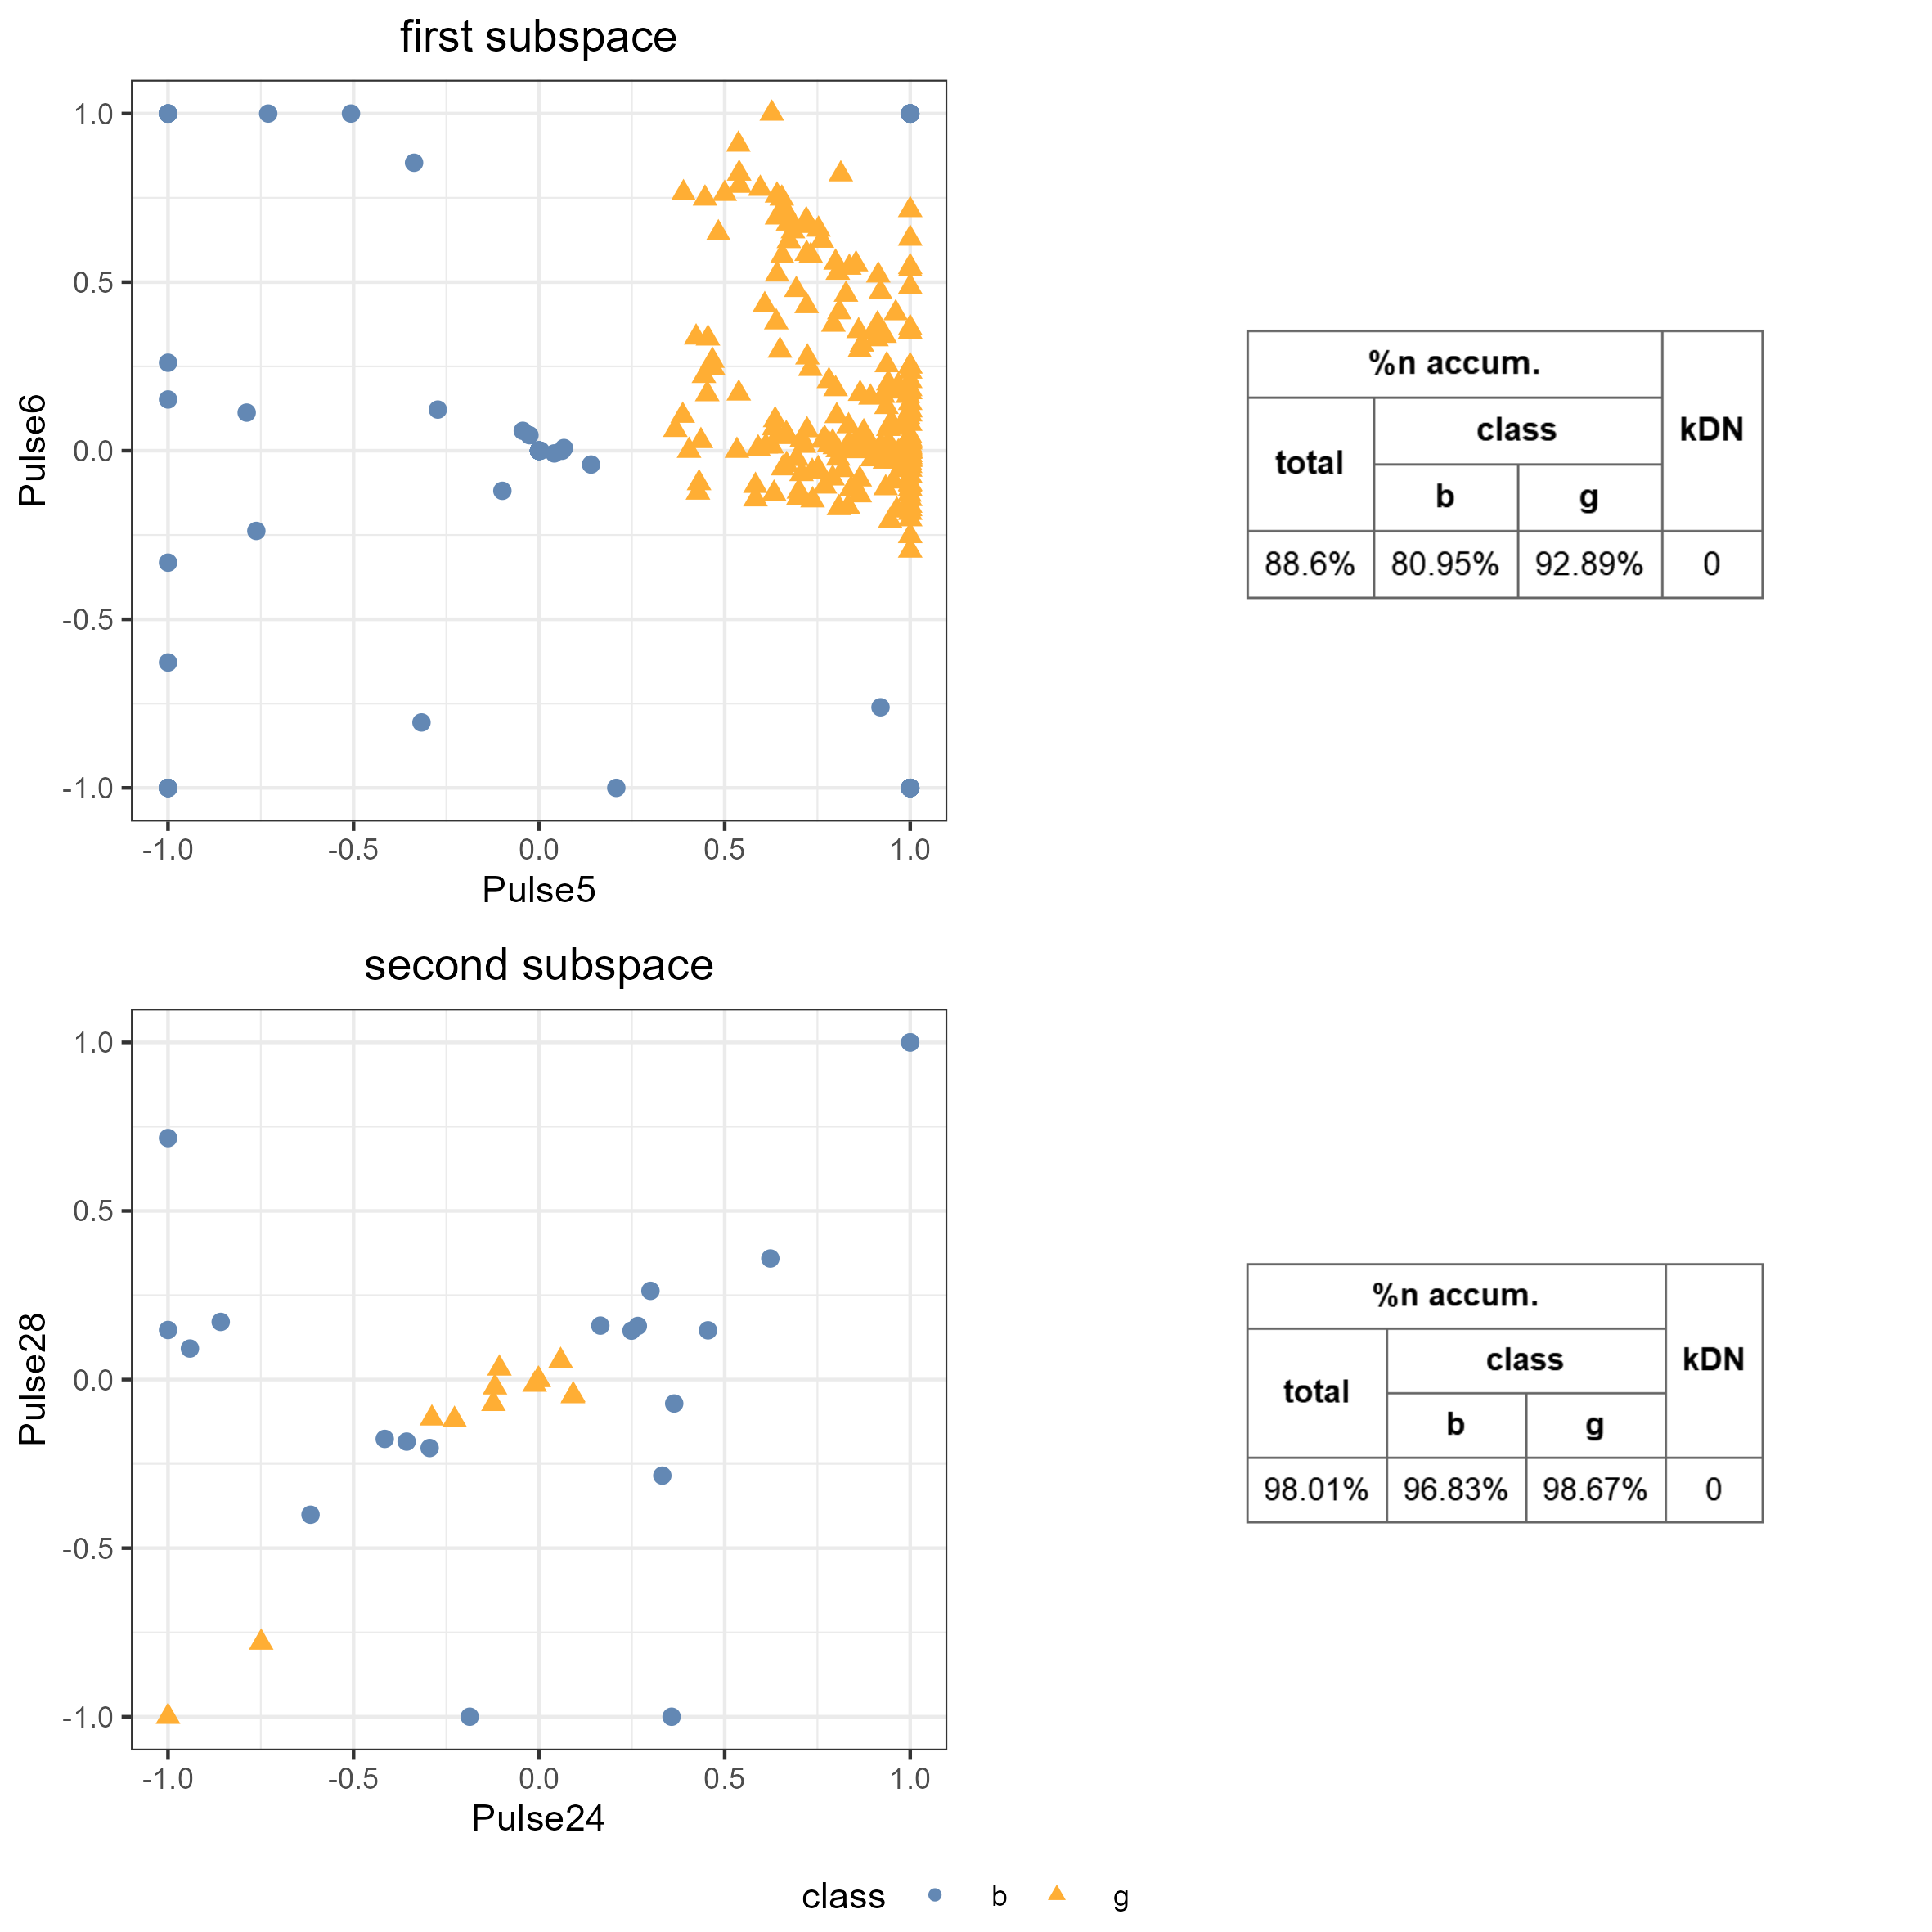 first subspace
1.0
0.5
0.0
-0.5
-1.0
Pulse6
-1.0 -0.5 0.0 0.5 1.0
Pulse5
%n accum.
kDN
class
total
b g
88.6% 80.95% 92.89% 0
second subspace
1.0
0.5
0.0
-0.5
-1.0
Pulse28
-1.0 -0.5 0.0 0.5 1.0
Pulse24
%n accum.
kDN
class
total
b g
98.01% 96.83% 98.67% 0
class b g